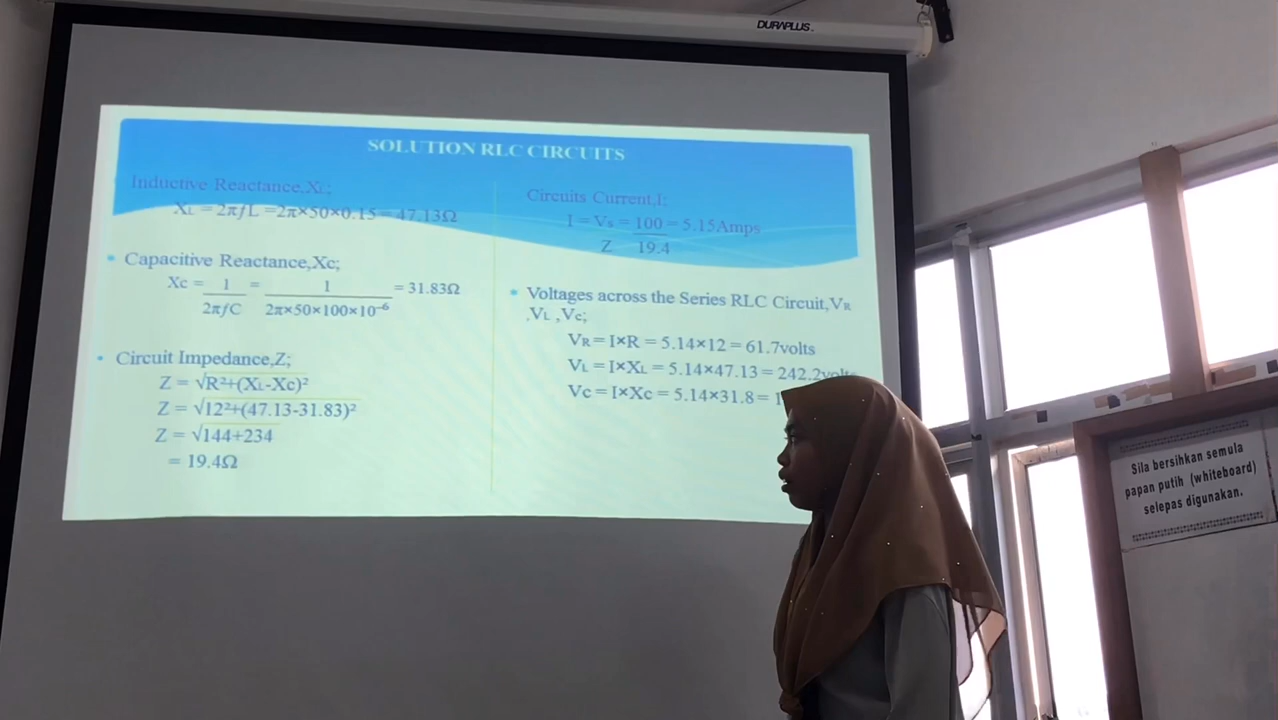 DURAPLUS.
SOLUTION RLC CIRCUITS
Inductive Reactance,XL;
XL = 2πfL =2π×50×0.15 = 47.13Ω
• Capacitive Reactance,Xc;
Xc = 1 = 1 = 31.83Ω
2πfC 2π×50×100×10⁻⁶
• Circuit Impedance,Z;
Z = √R²+(XL-Xc)²
Z = √12²+(47.13-31.83)²
Z = √144+234
= 19.4Ω
Circuits Current,I;
I = Vs = 100 = 5.15Amps
Z 19.4
• Voltages across the Series RLC Circuit,VR
,VL ,Vc;
VR = I×R = 5.14×12 = 61.7volts
VL = I×XL = 5.14×47.13 = 242.2volts
Vc = I×Xc = 5.14×31.8 = 1
Sila bersihkan semula
papan putih (whiteboard)
selepas digunakan.